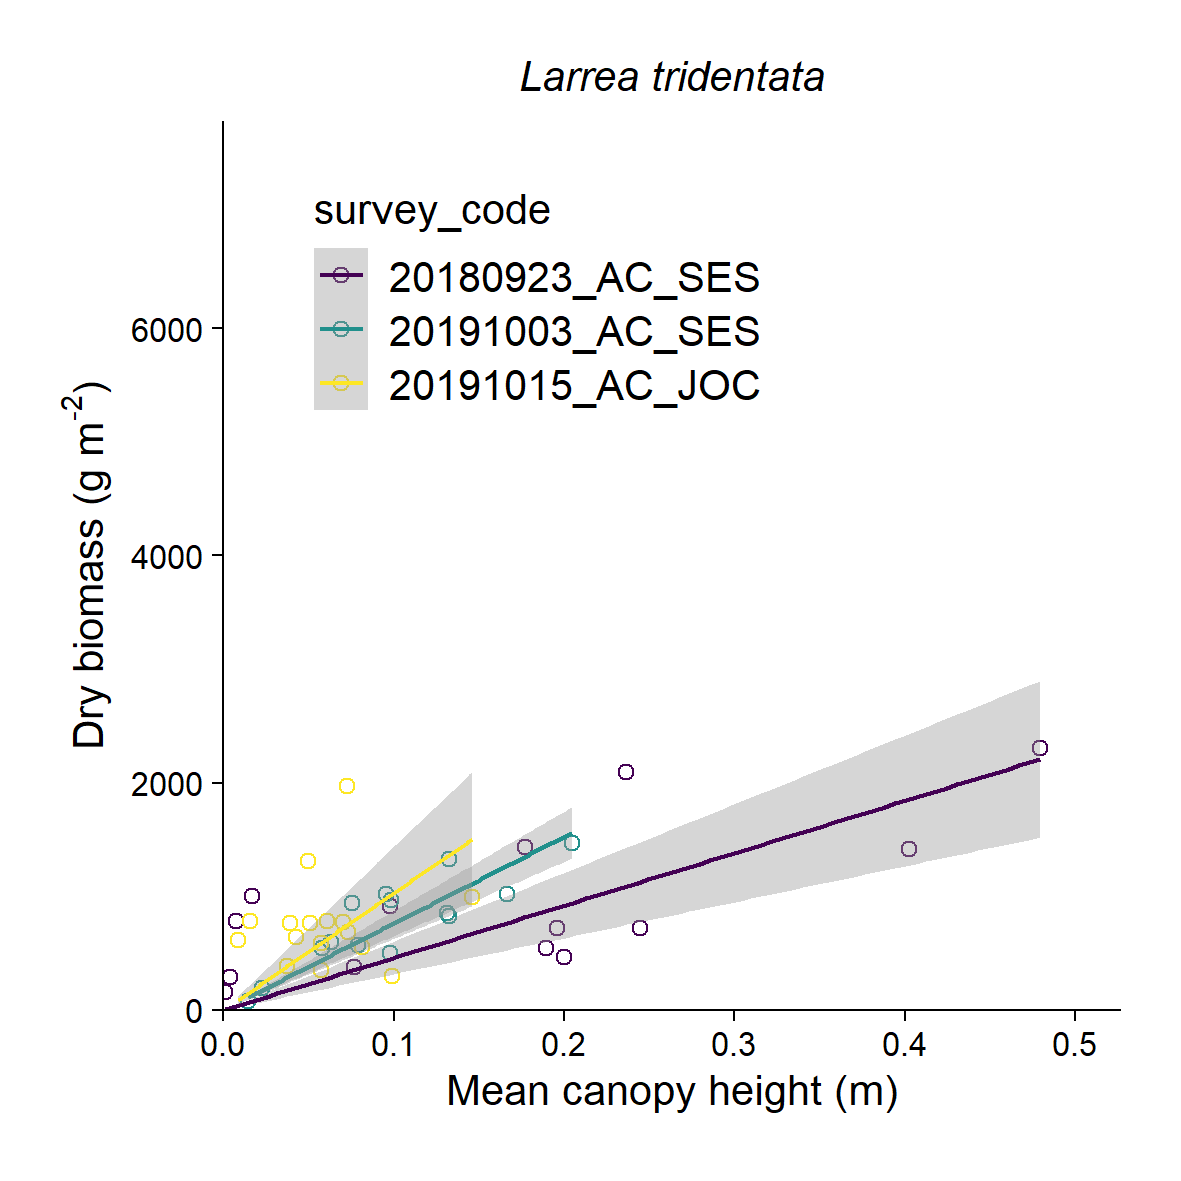 Larrea tridentata
survey_code
20180923_AC_SES
20191003_AC_SES
20191015_AC_JOC
Dry biomass (g m⁻²)
6000
4000
2000
0
0.0 0.1 0.2 0.3 0.4 0.5
Mean canopy height (m)